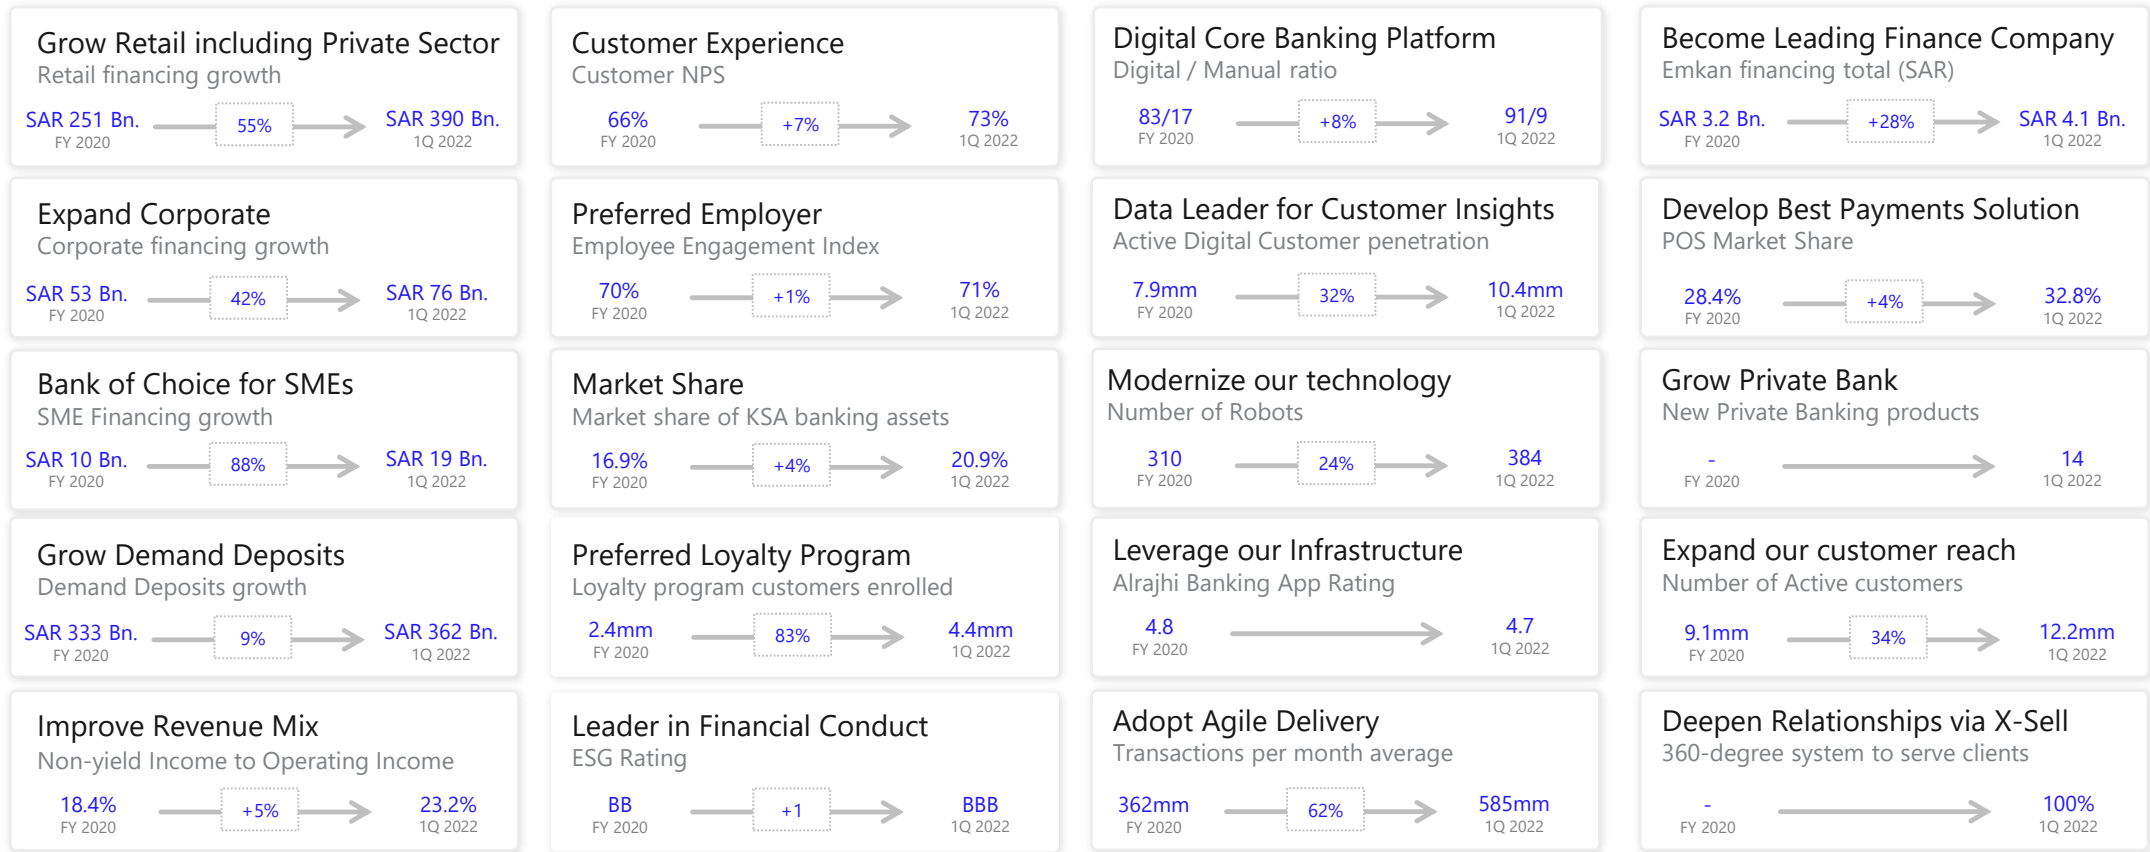 Grow Retail including Private Sector
Retail financing growth
SAR 251 Bn.
FY 2020
55%
SAR 390 Bn.
1Q 2022
Customer Experience
Customer NPS
66%
FY 2020
+7%
73%
1Q 2022
Digital Core Banking Platform
Digital / Manual ratio
83/17
FY 2020
+8%
91/9
1Q 2022
Become Leading Finance Company
Emkan financing total (SAR)
SAR 3.2 Bn.
FY 2020
+28%
SAR 4.1 Bn.
1Q 2022
Expand Corporate
Corporate financing growth
SAR 53 Bn.
FY 2020
42%
SAR 76 Bn.
1Q 2022
Preferred Employer
Employee Engagement Index
70%
FY 2020
+1%
71%
1Q 2022
Data Leader for Customer Insights
Active Digital Customer penetration
7.9mm
FY 2020
32%
10.4mm
1Q 2022
Develop Best Payments Solution
POS Market Share
28.4%
FY 2020
+4%
32.8%
1Q 2022
Bank of Choice for SMEs
SME Financing growth
SAR 10 Bn.
FY 2020
88%
SAR 19 Bn.
1Q 2022
Market Share
Market share of KSA banking assets
16.9%
FY 2020
+4%
20.9%
1Q 2022
Modernize our technology
Number of Robots
310
FY 2020
24%
384
1Q 2022
Grow Private Bank
New Private Banking products
-
FY 2020
14
1Q 2022
Grow Demand Deposits
Demand Deposits growth
SAR 333 Bn.
FY 2020
9%
SAR 362 Bn.
1Q 2022
Preferred Loyalty Program
Loyalty program customers enrolled
2.4mm
FY 2020
83%
4.4mm
1Q 2022
Leverage our Infrastructure
Alrajhi Banking App Rating
4.8
FY 2020
4.7
1Q 2022
Expand our customer reach
Number of Active customers
9.1mm
FY 2020
34%
12.2mm
1Q 2022
Improve Revenue Mix
Non-yield Income to Operating Income
18.4%
FY 2020
+5%
23.2%
1Q 2022
Leader in Financial Conduct
ESG Rating
BB
FY 2020
+1
BBB
1Q 2022
Adopt Agile Delivery
Transactions per month average
362mm
FY 2020
62%
585mm
1Q 2022
Deepen Relationships via X-Sell
360-degree system to serve clients
-
FY 2020
100%
1Q 2022